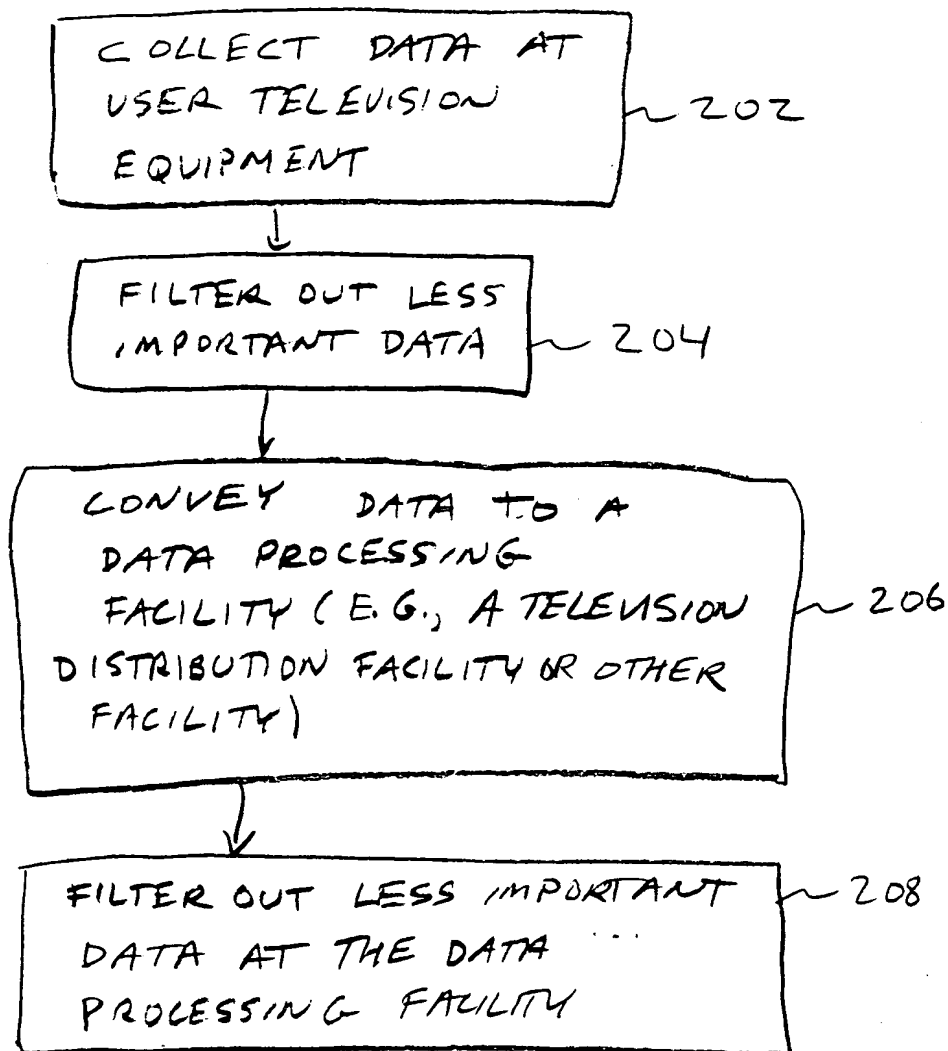 COLLECT DATA AT
USER TELEVISION
EQUIPMENT
202
FILTER OUT LESS
IMPORTANT DATA
204
CONVEY DATA TO A
DATA PROCESSING
FACILITY (E.G., A TELEVISION
DISTRIBUTION FACILITY OR OTHER
FACILITY)
206
FILTER OUT LESS IMPORTANT
DATA AT THE DATA
PROCESSING FACILITY
208